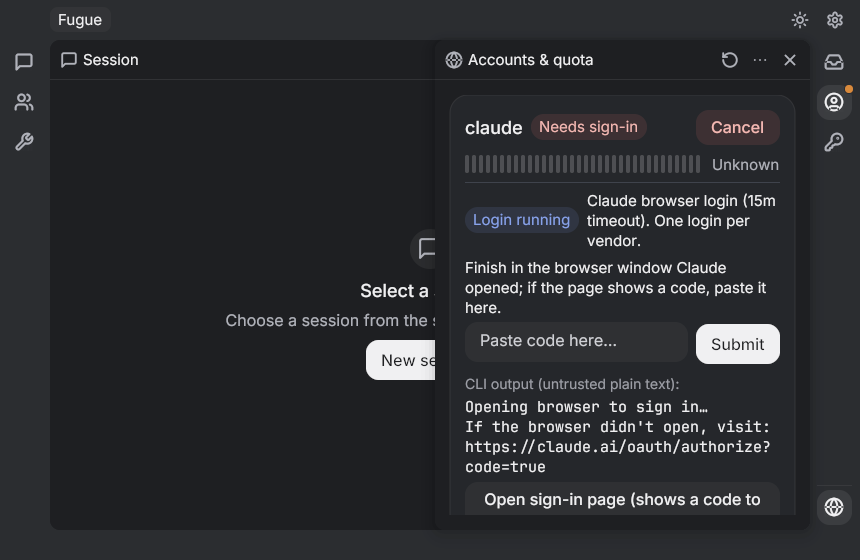 Fugue
Session
Accounts & quota
claude
Needs sign-in
Cancel
Unknown
Login running
Claude browser login (15m
timeout). One login per
vendor.
Finish in the browser window Claude
opened; if the page shows a code, paste it
here.
Paste code here...
Submit
CLI output (untrusted plain text):
Opening browser to sign in…
If the browser didn't open, visit:
https://claude.ai/oauth/authorize?
code=true
Open sign-in page (shows a code to
Select a
Choose a session from the
New se